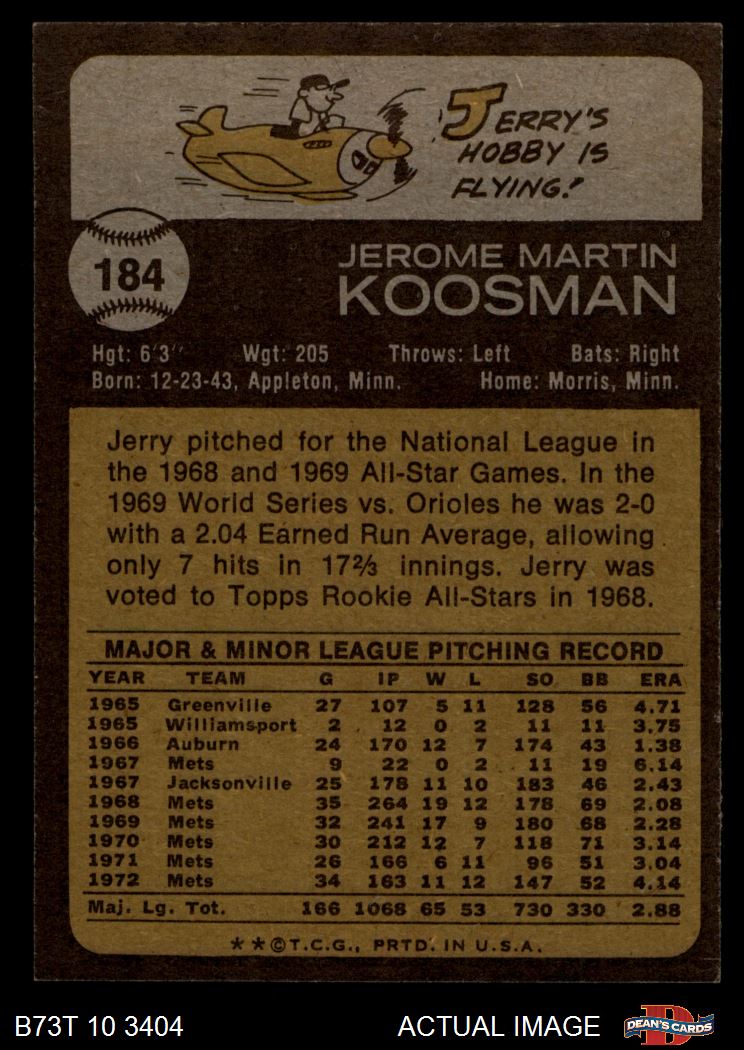 JERRY'S
HOBBY IS
FLYING!
184
JEROME MARTIN
KOOSMAN
Hgt: 6'3" Wgt: 205 Throws: Left Bats: Right
Born: 12-23-43, Appleton, Minn. Home: Morris, Minn.
Jerry pitched for the National League in
the 1968 and 1969 All-Star Games. In the
1969 World Series vs. Orioles he was 2-0
with a 2.04 Earned Run Average, allowing
only 7 hits in 17⅔ innings. Jerry was
voted to Topps Rookie All-Stars in 1968.
MAJOR & MINOR LEAGUE PITCHING RECORD
YEAR TEAM G IP W L SO BB ERA
1965 Greenville 27 107 5 11 128 56 4.71
1965 Williamsport 2 12 0 2 11 11 3.75
1966 Auburn 24 170 12 7 174 43 1.38
1967 Mets 9 22 0 2 11 19 6.14
1967 Jacksonville 25 178 11 10 183 46 2.43
1968 Mets 35 264 19 12 178 69 2.08
1969 Mets 32 241 17 9 180 68 2.28
1970 Mets 30 212 12 7 118 71 3.14
1971 Mets 26 166 6 11 96 51 3.04
1972 Mets 34 163 11 12 147 52 4.14
Maj. Lg. Tot. 166 1068 65 53 730 330 2.88
**©T.C.G., PRTD. IN U.S.A.
B73T 10 3404 ACTUAL IMAGE DEAN'S CARDS